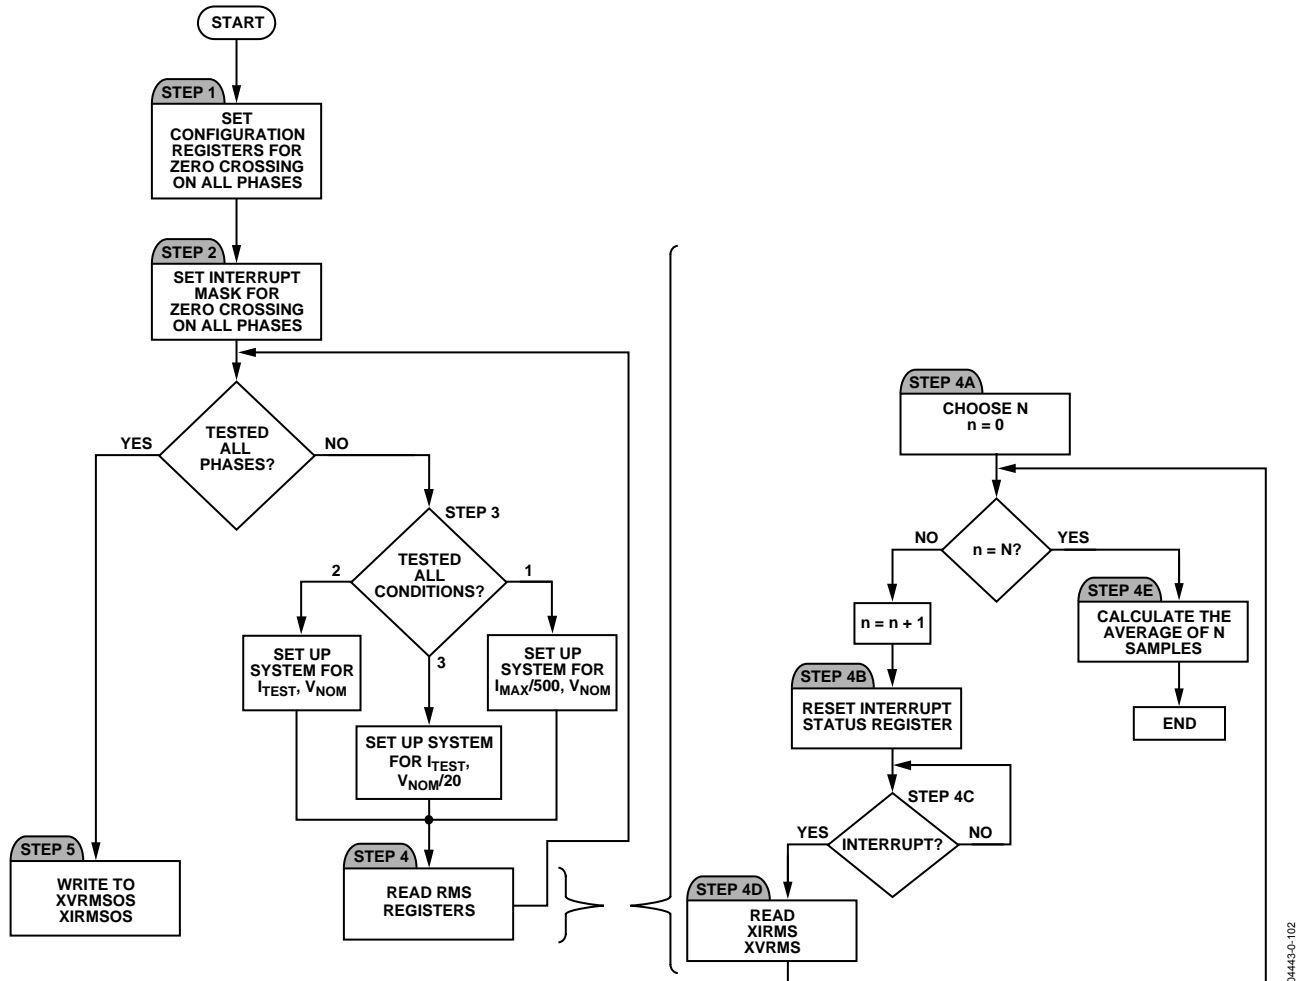 START
STEP 1
SET
CONFIGURATION
REGISTERS FOR
ZERO CROSSING
ON ALL PHASES
STEP 2
SET INTERRUPT
MASK FOR
ZERO CROSSING
ON ALL PHASES
TESTED
ALL
PHASES?
YES
NO
STEP 3
TESTED
ALL
CONDITIONS?
2
1
3
SET UP
SYSTEM FOR
ITEST, VNOM
SET UP
SYSTEM FOR
IMAX/500, VNOM
SET UP SYSTEM
FOR ITEST,
VNOM/20
STEP 4
READ RMS
REGISTERS
STEP 5
WRITE TO
XVRMSOS
XIRMSOS
STEP 4A
CHOOSE N
n = 0
n = N?
NO
YES
n = n + 1
STEP 4E
CALCULATE THE
AVERAGE OF N
SAMPLES
END
STEP 4B
RESET INTERRUPT
STATUS REGISTER
STEP 4C
INTERRUPT?
YES
NO
STEP 4D
READ
XIRMS
XVRMS
04443-0-102